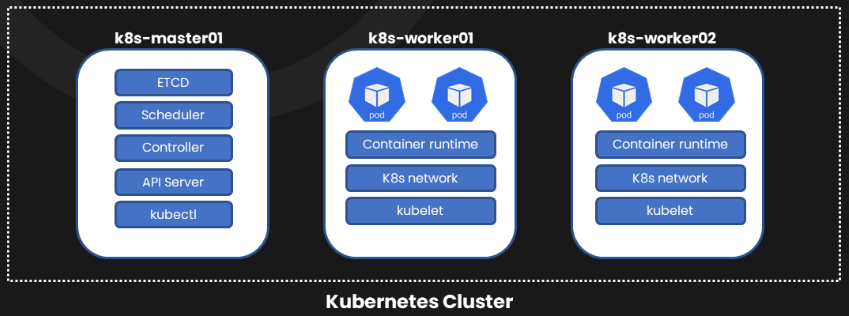 k8s-master01
ETCD
Scheduler
Controller
API Server
kubectl
k8s-worker01
pod
pod
Container runtime
K8s network
kubelet
k8s-worker02
pod
pod
Container runtime
K8s network
kubelet
Kubernetes Cluster